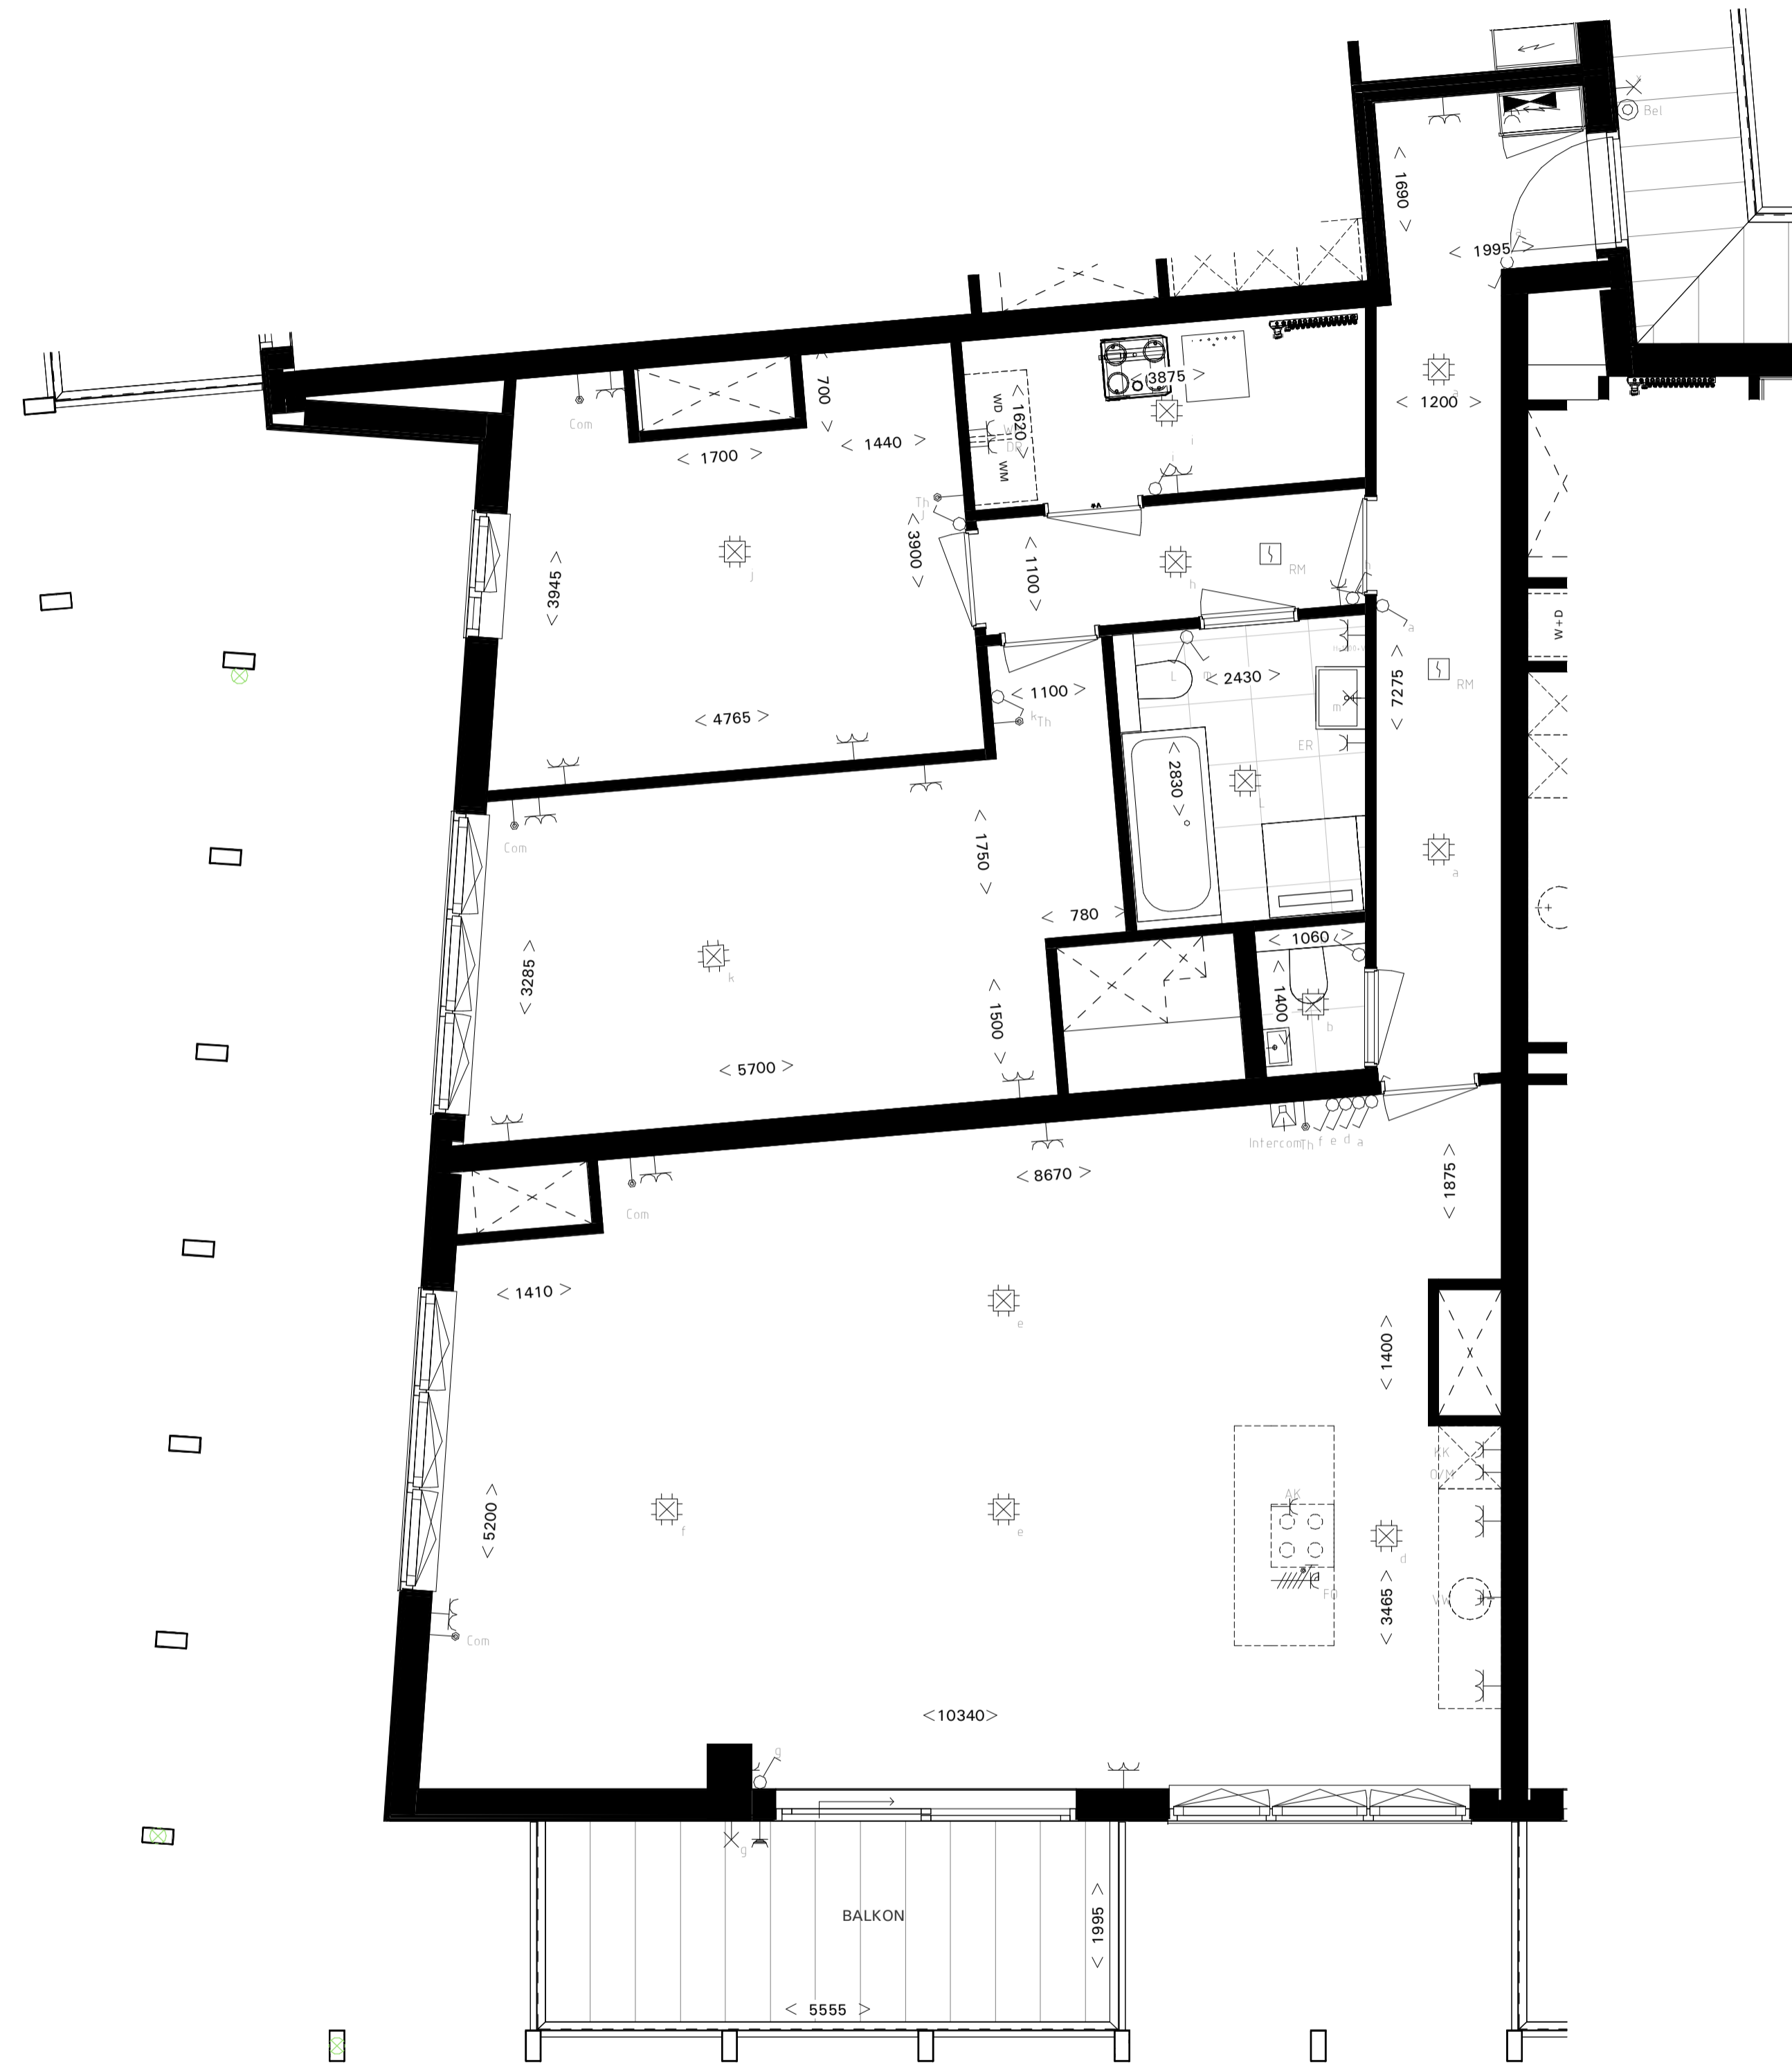 Bel
1690
1995
a
a
1200
3875
WD
1620
WM
i
i
700
1440
1700
Com
Th
j
3900
3945
j
1100
RM
h
h
a
W+D
RM
7275
1100
k
Th
2430
L
m
m
ER
2830
L
4765
Com
1750
780
a
1060
1400
b
3285
k
1500
5700
Intercom
Th
f
e
d
a
8670
1875
Com
1410
e
1400
KK
O/M
AK
5200
f
e
d
FO
VW
3465
Com
10340
g
g
BALKON
1995
5555